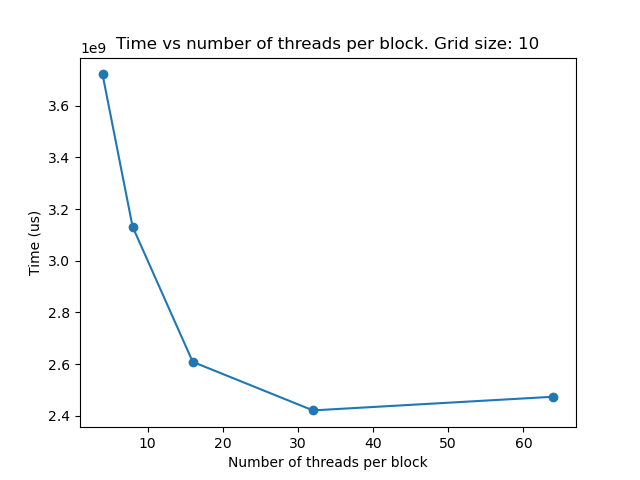 Time vs number of threads per block. Grid size: 10
1e9
3.6
3.4
3.2
3.0
2.8
2.6
2.4
Time (us)
10 20 30 40 50 60
Number of threads per block